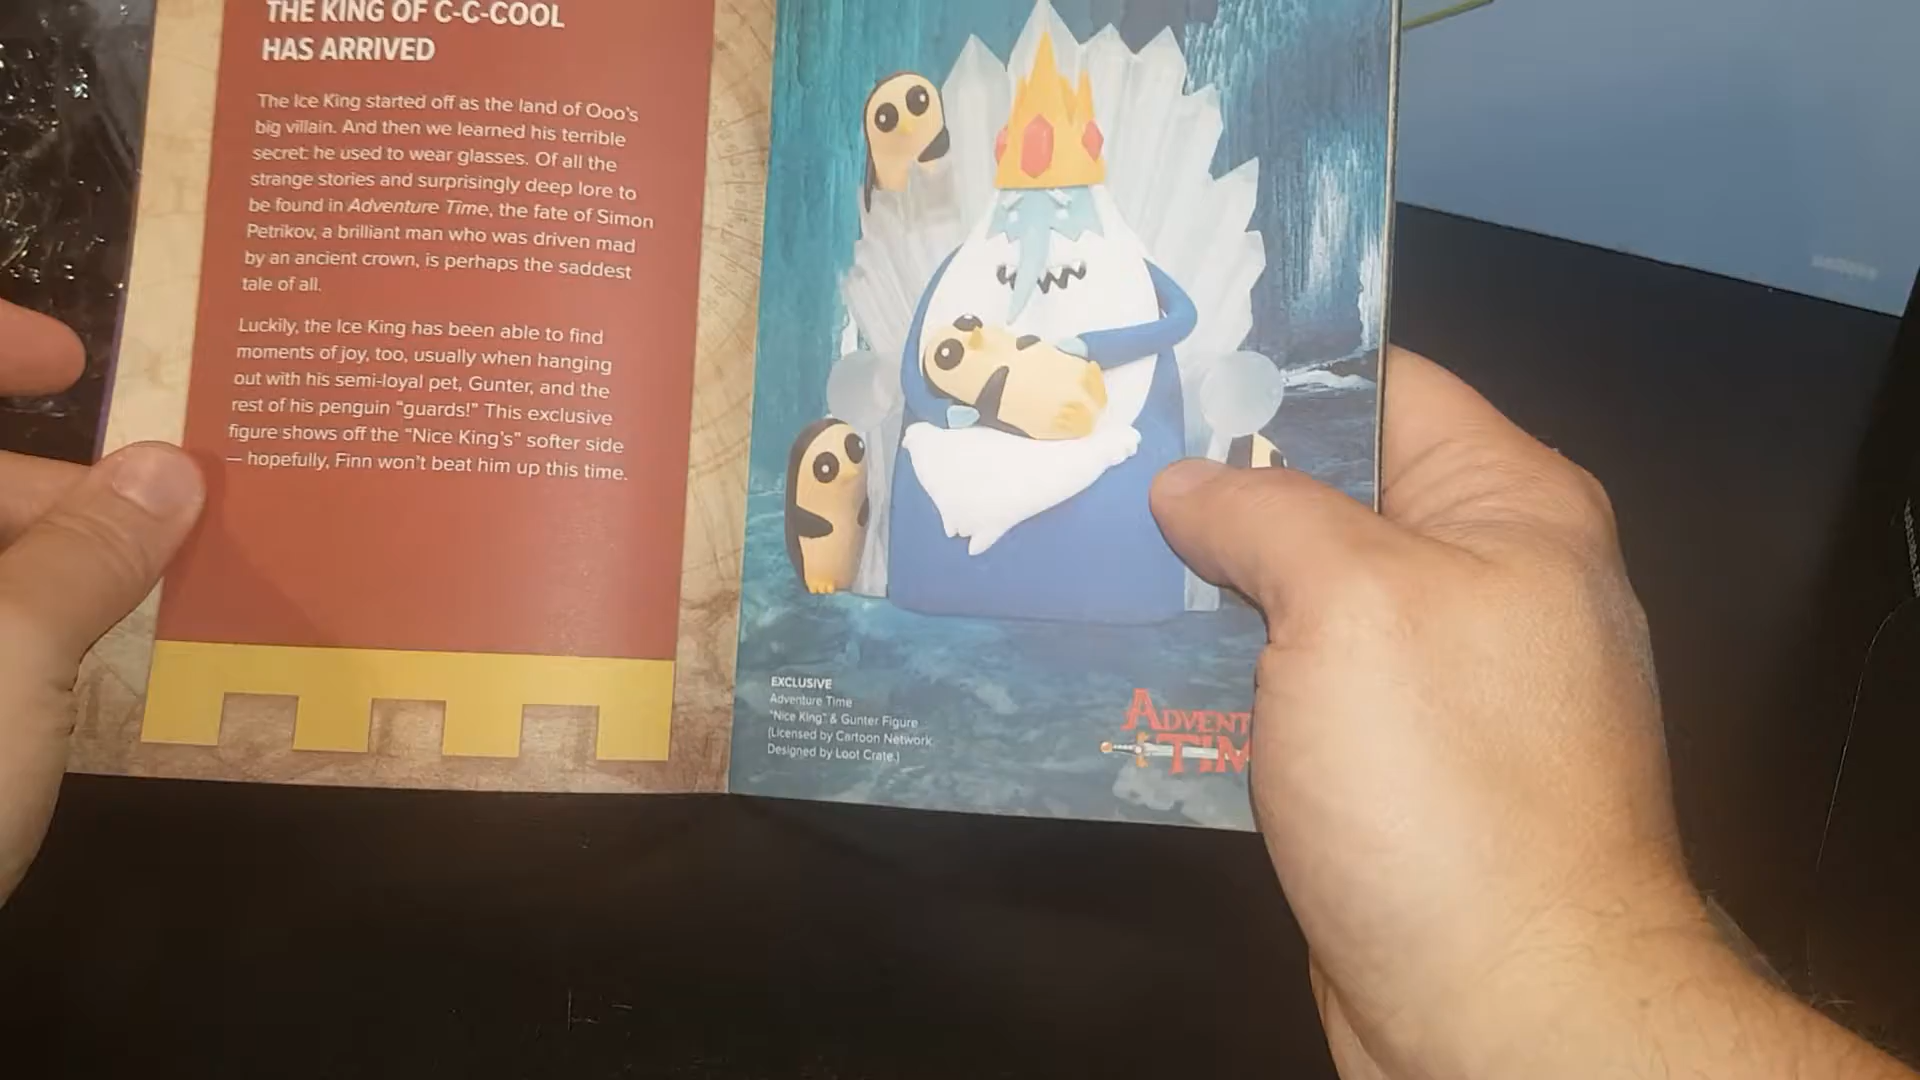 THE KING OF C-C-COOL
HAS ARRIVED
The Ice King started off as the land of Ooo's
big villain. And then we learned his terrible
secret: he used to wear glasses. Of all the
strange stories and surprisingly deep lore to
be found in Adventure Time, the fate of Simon
Petrikov, a brilliant man who was driven mad
by an ancient crown, is perhaps the saddest
tale of all.
Luckily, the Ice King has been able to find
moments of joy, too, usually when hanging
out with his semi-loyal pet, Gunter, and the
rest of his penguin “guards!” This exclusive
figure shows off the “Nice King's” softer side
— hopefully, Finn won't beat him up this time.
EXCLUSIVE
Adventure Time
"Nice King" & Gunter Figure
(Licensed by Cartoon Network
Designed by Loot Crate.)
ADVENT
TIM